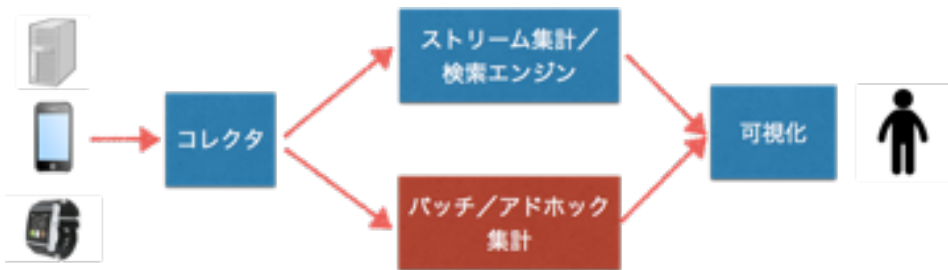 コレクタ
ストリーム集計／
検索エンジン
バッチ／アドホック
集計
可視化